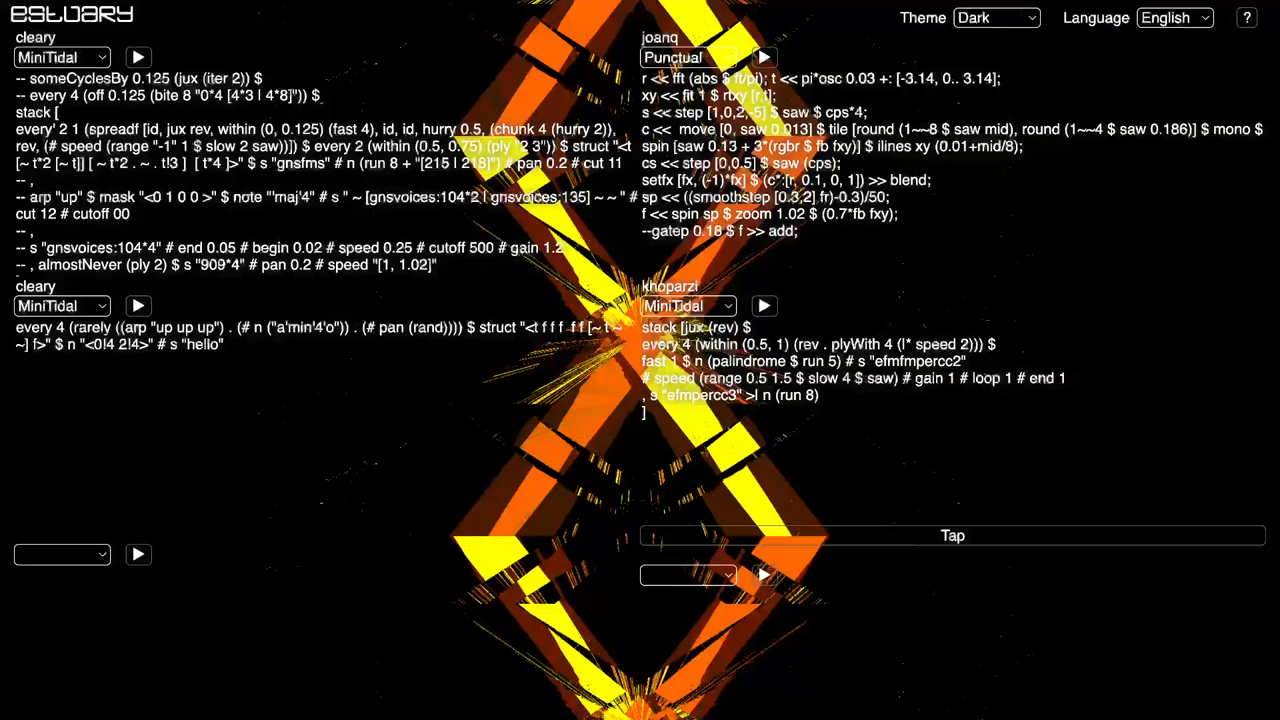 estuary
Theme Dark Language English ?
cleary
MiniTidal
-- someCyclesBy 0.125 (jux (iter 2)) $
-- every 4 (off 0.125 (bite 8 "0*4 [4*3 | 4*8]")) $
stack [
every' 2 1 (spreadf [id, jux rev, within (0, 0.125) (fast 4), id, id, hurry 0.5, (chunk 4 (hurry 2)),
rev, (# speed (range "-1" 1 $ slow 2 saw))]) $ every 2 (within (0.5, 0.75) (ply "2 3")) $ struct "<t
[~ t*2 [~ t]] [ ~ t*2 . ~ . t!3 ] [ t*4 ]>" $ s "gnsfms" # n (run 8 + "[215 | 218]") # pan 0.2 # cut 11
-- ,
-- arp "up" $ mask "<0 1 0 0 >" $ note "'maj'4" # s " ~ [gnsvoices:104*2 | gnsvoices:135] ~ ~ " #
cut 12 # cutoff 00
-- ,
-- s "gnsvoices:104*4" # end 0.05 # begin 0.02 # speed 0.25 # cutoff 500 # gain 1.2
-- , almostNever (ply 2) $ s "909*4" # pan 0.2 # speed "[1, 1.02]"
joanq
Punctual
r << fft (abs $ ft/pi); t << pi*osc 0.03 +: [-3.14, 0.. 3.14];
xy << fit 1 $ rtxy [r,t];
s << step [1,0,2,-5] $ saw $ cps*4;
c << move [0, saw 0.013] $ tile [round (1~~8 $ saw mid), round (1~~4 $ saw 0.186)] $ mono $
spin [saw 0.13 + 3*(rgbr $ fb fxy)] $ ilines xy (0.01+mid/8);
cs << step [0,0.5] $ saw (cps);
setfx [fx, (-1)*fx] $ (c*:[r, 0.1, 0, 1]) >> blend;
sp << ((smoothstep [0.3,2] fr)-0.3)/50;
f << spin sp $ zoom 1.02 $ (0.7*fb fxy);
--gatep 0.18 $ f >> add;
cleary
MiniTidal
every 4 (rarely ((arp "up up up") . (# n ("a'min'4'o")) . (# pan (rand)))) $ struct "<t f f f f f [~ t ~
~] f>" $ n "<0!4 2!4>" # s "hello"
khoparzi
MiniTidal
stack [jux (rev) $
every 4 (within (0.5, 1) (rev . plyWith 4 (|* speed 2))) $
fast 1 $ n (palindrome $ run 5) # s "efmfmpercc2"
# speed (range 0.5 1.5 $ slow 4 $ saw) # gain 1 # loop 1 # end 1
, s "efmpercc3" >| n (run 8)
]
Tap